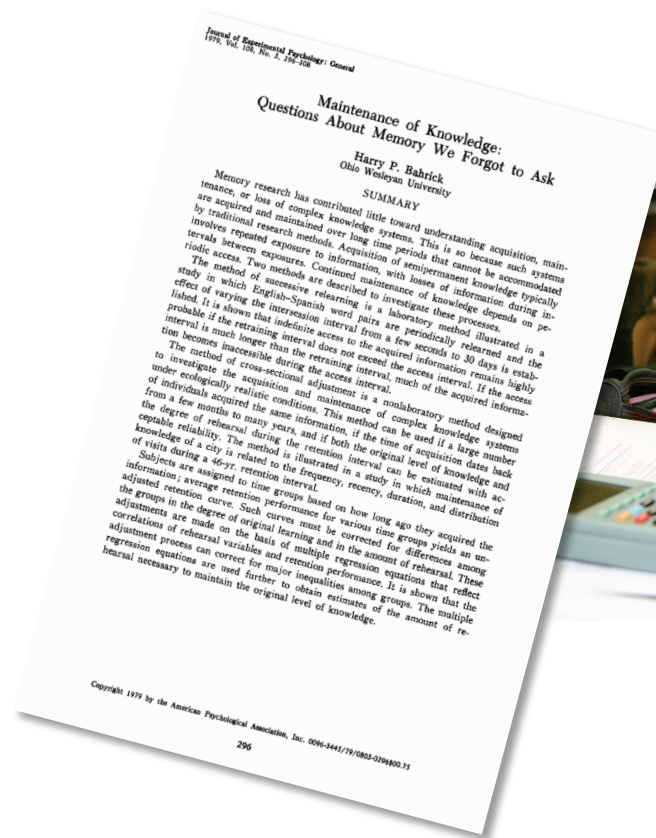 Journal of Experimental Psychology: General
1979, Vol. 108, No. 3, 296-308
Maintenance of Knowledge:
Questions About Memory We Forgot to Ask
Harry P. Bahrick
Ohio Wesleyan University
SUMMARY
Memory research has contributed little toward understanding acquisition, main-
tenance, or loss of complex knowledge systems. This is so because such systems
are acquired and maintained over long time periods that cannot be accommodated
by traditional research methods. Acquisition of semipermanent knowledge typically
involves repeated exposure to information, with losses of information during in-
tervals between exposures. Continued maintenance of knowledge depends on pe-
riodic access. Two methods are described to investigate these processes.
The method of successive relearning is a laboratory method illustrated in a
study in which English-Spanish word pairs are periodically relearned and the
effect of varying the intersession interval from a few seconds to 30 days is estab-
lished. It is shown that indefinite access to the acquired information remains highly
probable if the retraining interval does not exceed the access interval. If the access
interval is much longer than the retraining interval, much of the acquired informa-
tion becomes inaccessible during the access interval.
The method of cross-sectional adjustment is a nonlaboratory method designed
to investigate the acquisition and maintenance of complex knowledge systems
under ecologically realistic conditions. This method can be used if a large number
of individuals acquired the same information, if the time of acquisition dates back
from a few months to many years, and if both the original level of knowledge and
the degree of rehearsal during the retention interval can be estimated with ac-
ceptable reliability. The method is illustrated in a study in which maintenance of
knowledge of a city is related to the frequency, recency, duration, and distribution
of visits during a 46-yr. retention interval.
Subjects are assigned to time groups based on how long ago they acquired the
information; average retention performance for various time groups yields an un-
adjusted retention curve. Such curves must be corrected for differences among
the groups in the degree of original learning and in the amount of rehearsal. These
adjustments are made on the basis of multiple regression equations that reflect
correlations of rehearsal variables and retention performance. It is shown that the
adjustment process can correct for major inequalities among groups. The multiple
regression equations are used further to obtain estimates of the amount of re-
hearsal necessary to maintain the original level of knowledge.
Copyright 1979 by the American Psychological Association, Inc. 0096-3445/79/0803-0296$00.75
296